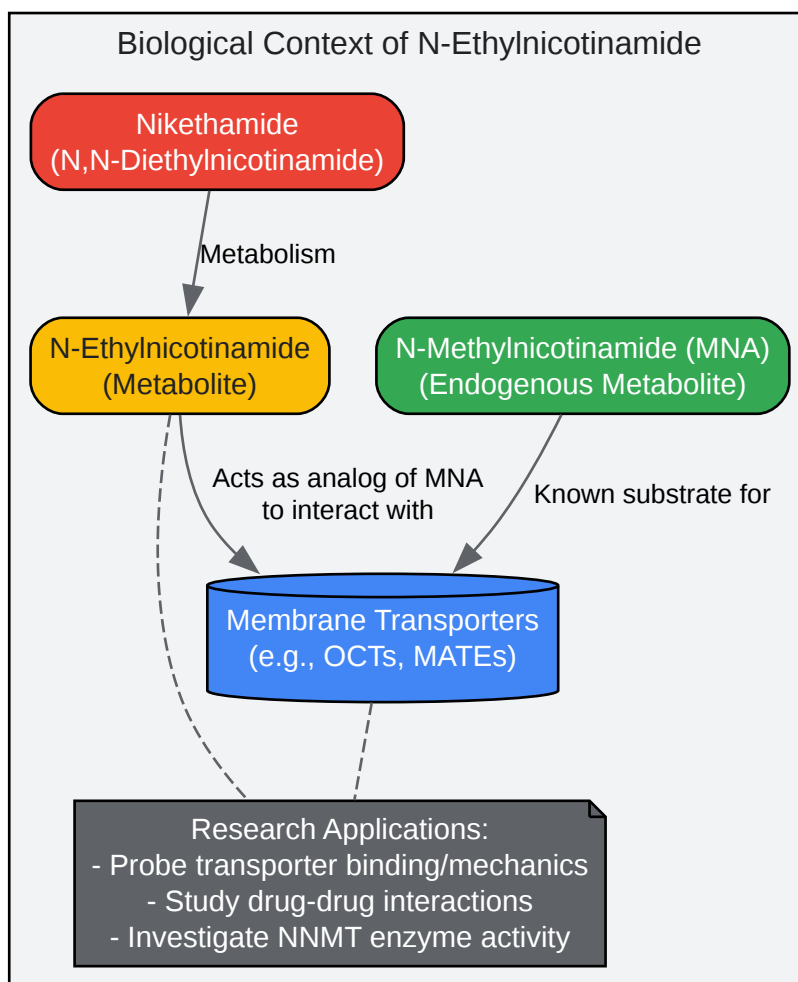 Biological Context of N-Ethylnicotinamide
Nikethamide
(N,N-Diethylnicotinamide)
Metabolism
N-Ethylnicotinamide
(Metabolite)
N-Methylnicotinamide (MNA)
(Endogenous Metabolite)
Acts as analog of MNA
to interact with
Known substrate for
Membrane Transporters
(e.g., OCTs, MATEs)
Research Applications:
- Probe transporter binding/mechanics
- Study drug-drug interactions
- Investigate NNMT enzyme activity